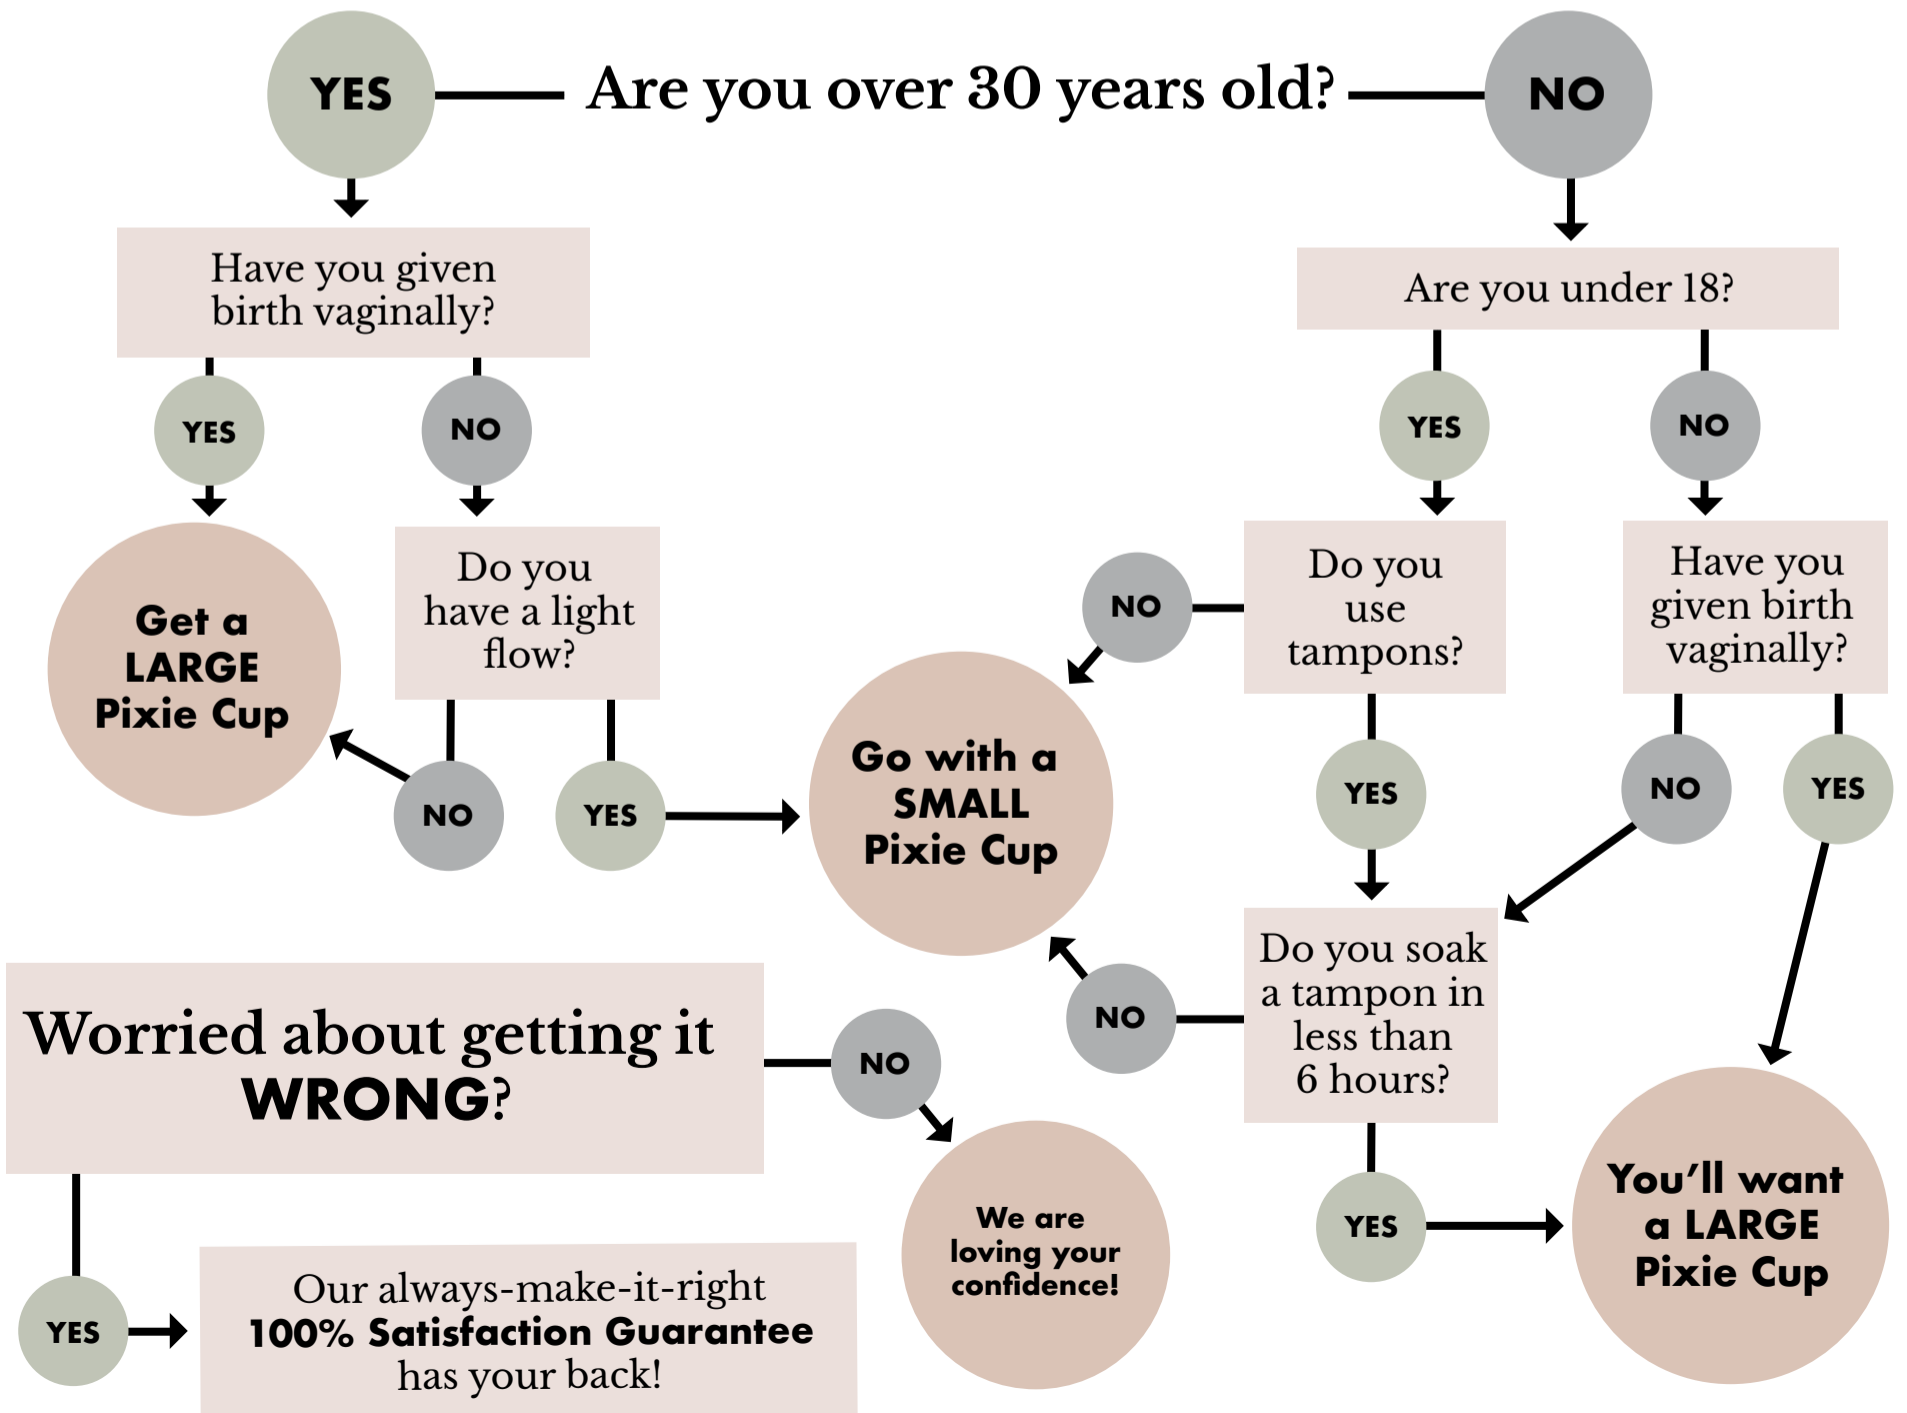 YES
Are you over 30 years old?
NO
Have you given
birth vaginally?
YES
NO
Get a
LARGE
Pixie Cup
Do you
have a light
flow?
NO
YES
Are you under 18?
YES
NO
Do you
use
tampons?
NO
YES
Have you
given birth
vaginally?
NO
YES
Go with a
SMALL
Pixie Cup
Do you soak
a tampon in
less than
6 hours?
NO
YES
You'll want
a LARGE
Pixie Cup
Worried about getting it
WRONG?
NO
We are
loving your
confidence!
YES
Our always-make-it-right
100% Satisfaction Guarantee
has your back!